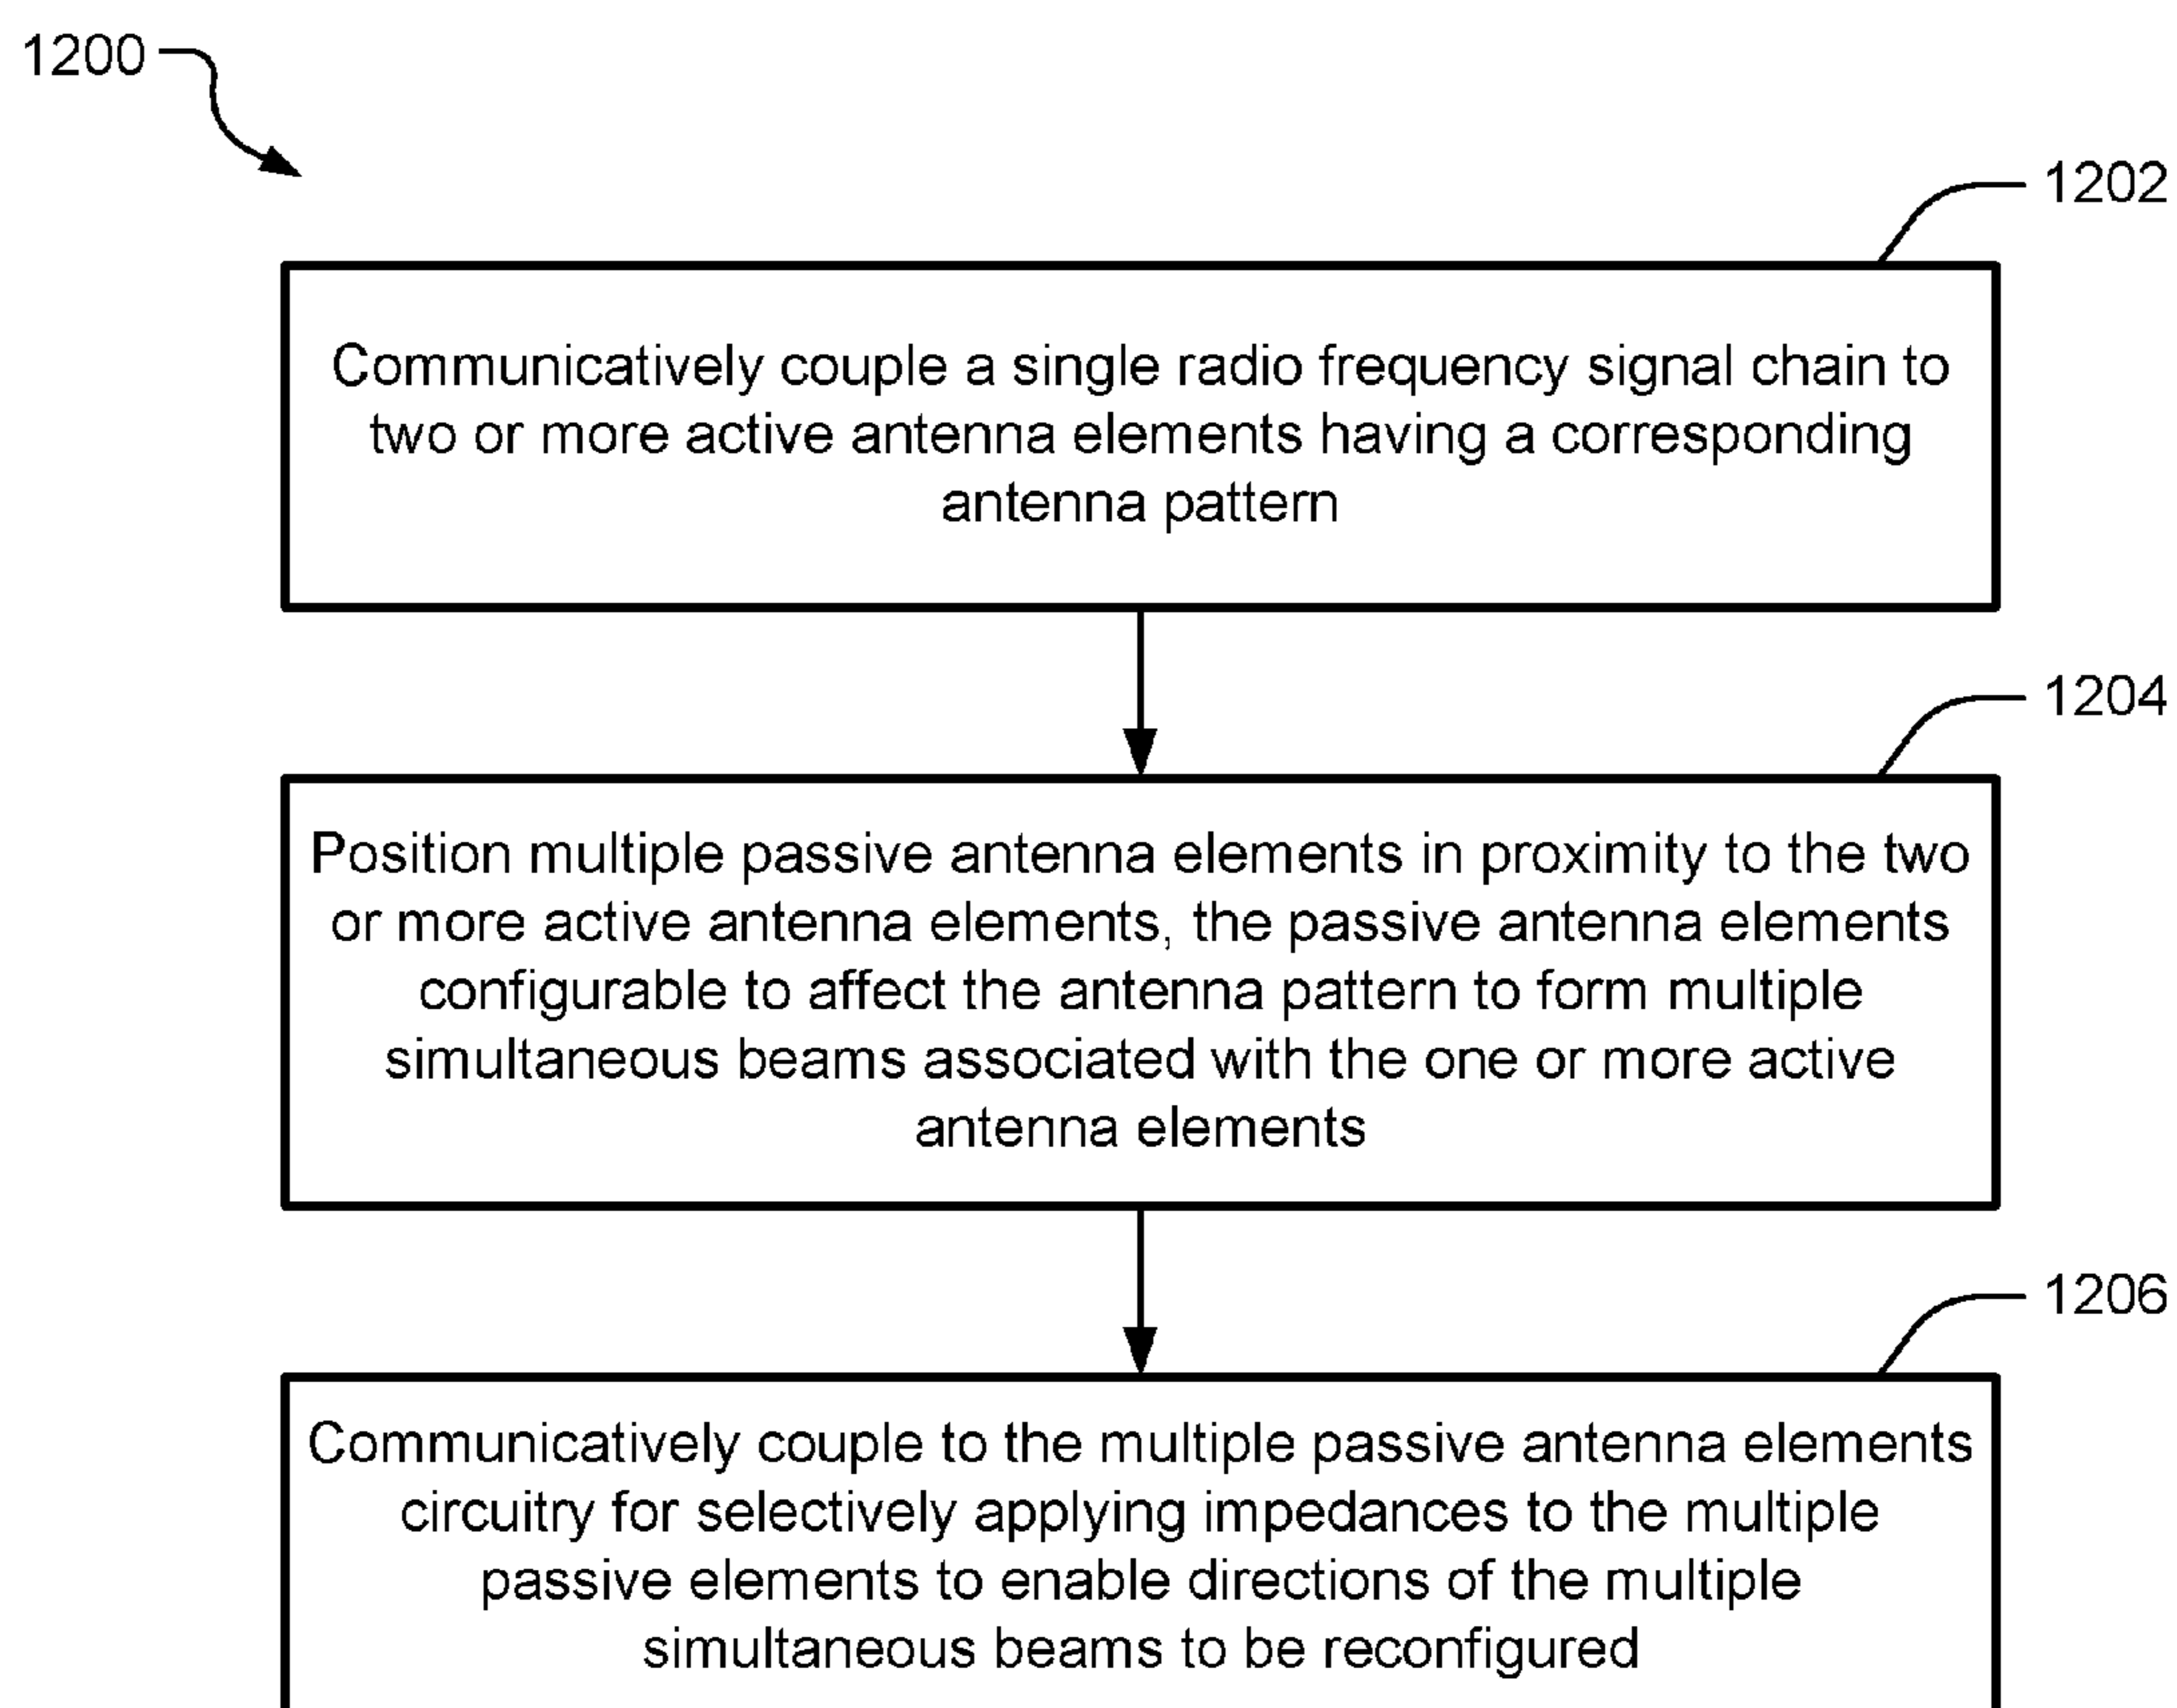 1200
1202
Communicatively couple a single radio frequency signal chain to
two or more active antenna elements having a corresponding
antenna pattern
1204
Position multiple passive antenna elements in proximity to the two
or more active antenna elements, the passive antenna elements
configurable to affect the antenna pattern to form multiple
simultaneous beams associated with the one or more active
antenna elements
1206
Communicatively couple to the multiple passive antenna elements
circuitry for selectively applying impedances to the multiple
passive elements to enable directions of the multiple
simultaneous beams to be reconfigured